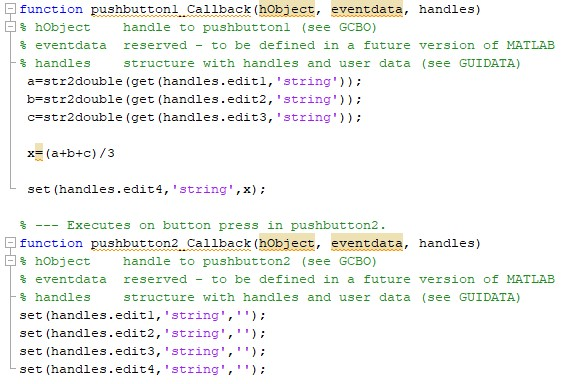 function pushbutton1_Callback(hObject, eventdata, handles)
% hObject    handle to pushbutton1 (see GCBO)
% eventdata  reserved - to be defined in a future version of MATLAB
% handles    structure with handles and user data (see GUIDATA)
a=str2double(get(handles.edit1,'string'));
b=str2double(get(handles.edit2,'string'));
c=str2double(get(handles.edit3,'string'));
x=(a+b+c)/3
set(handles.edit4,'string',x);
% --- Executes on button press in pushbutton2.
function pushbutton2_Callback(hObject, eventdata, handles)
% hObject    handle to pushbutton2 (see GCBO)
% eventdata  reserved - to be defined in a future version of MATLAB
% handles    structure with handles and user data (see GUIDATA)
set(handles.edit1,'string','');
set(handles.edit2,'string','');
set(handles.edit3,'string','');
set(handles.edit4,'string','');